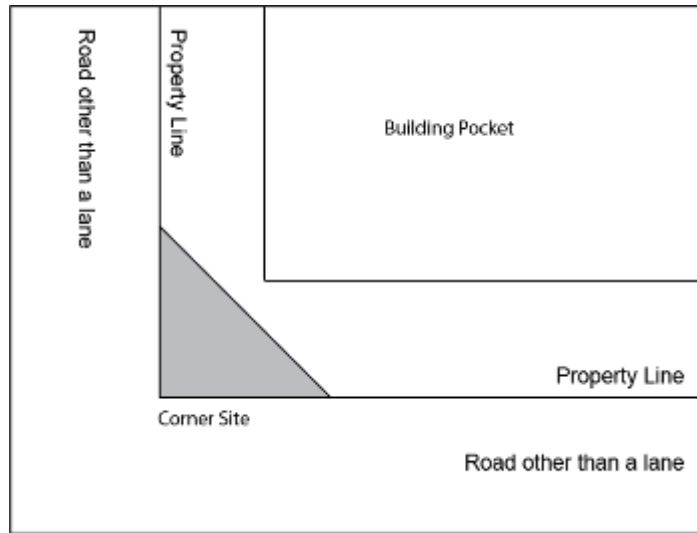 Road other than a lane
Property Line
Building Pocket
Property Line
Corner Site
Road other than a lane